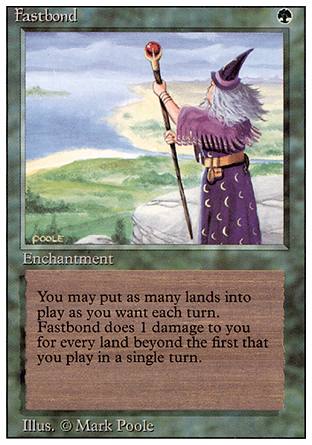 Fastbond
POOLE
Enchantment
You may put as many lands into
play as you want each turn.
Fastbond does 1 damage to you
for every land beyond the first that
you play in a single turn.
Illus. © Mark Poole